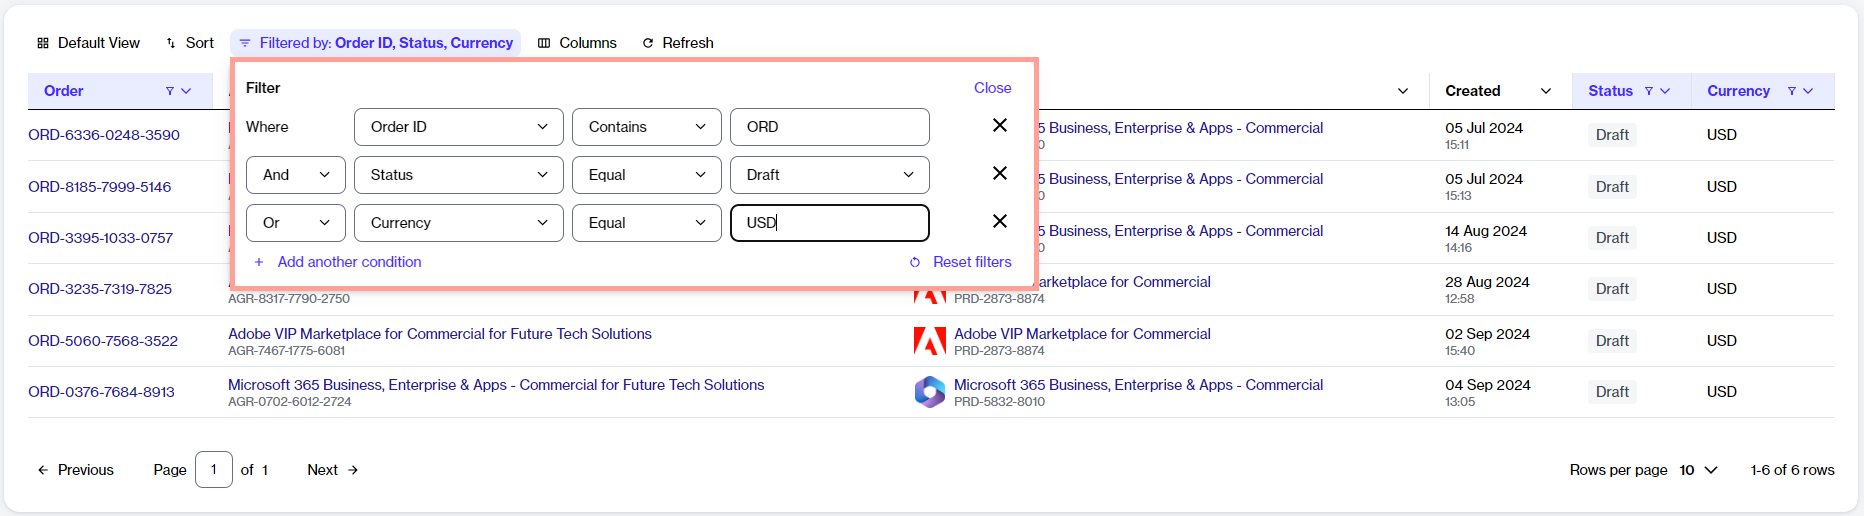 Default View Sort Filtered by: Order ID, Status, Currency Columns Refresh
Order Created Status Currency
Filter Close
Where Order ID Contains ORD
And Status Equal Draft
Or Currency Equal USD
+ Add another condition Reset filters
ORD-6336-0248-3590 5 Business, Enterprise & Apps - Commercial 05 Jul 2024 Draft USD
0 15:11
ORD-8185-7999-5146 5 Business, Enterprise & Apps - Commercial 05 Jul 2024 Draft USD
0 15:13
ORD-3395-1033-0757 5 Business, Enterprise & Apps - Commercial 14 Aug 2024 Draft USD
0 14:16
ORD-3235-7319-7825 arketplace for Commercial 28 Aug 2024 Draft USD
AGR-8317-7790-2750 PRD-2873-8874 12:58
ORD-5060-7568-3522 Adobe VIP Marketplace for Commercial for Future Tech Solutions Adobe VIP Marketplace for Commercial 02 Sep 2024 Draft USD
AGR-7467-1775-6081 PRD-2873-8874 15:40
ORD-0376-7684-8913 Microsoft 365 Business, Enterprise & Apps - Commercial for Future Tech Solutions Microsoft 365 Business, Enterprise & Apps - Commercial 04 Sep 2024 Draft USD
AGR-0702-6012-2724 PRD-5832-8010 13:05
Previous Page 1 of 1 Next Rows per page 10 1-6 of 6 rows